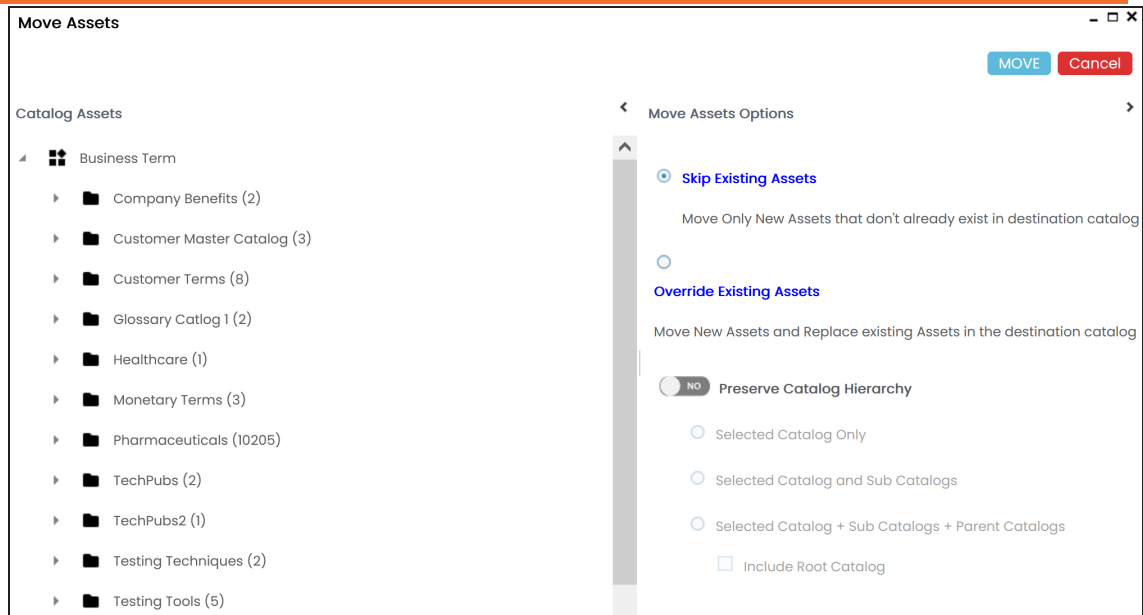 Move Assets
MOVE Cancel
Catalog Assets
Business Term
Company Benefits (2)
Customer Master Catalog (3)
Customer Terms (8)
Glossary Catlog 1 (2)
Healthcare (1)
Monetary Terms (3)
Pharmaceuticals (10205)
TechPubs (2)
TechPubs2 (1)
Testing Techniques (2)
Testing Tools (5)
Move Assets Options
Skip Existing Assets
Move Only New Assets that don't already exist in destination catalog
Override Existing Assets
Move New Assets and Replace existing Assets in the destination catalog
NO Preserve Catalog Hierarchy
Selected Catalog Only
Selected Catalog and Sub Catalogs
Selected Catalog + Sub Catalogs + Parent Catalogs
Include Root Catalog